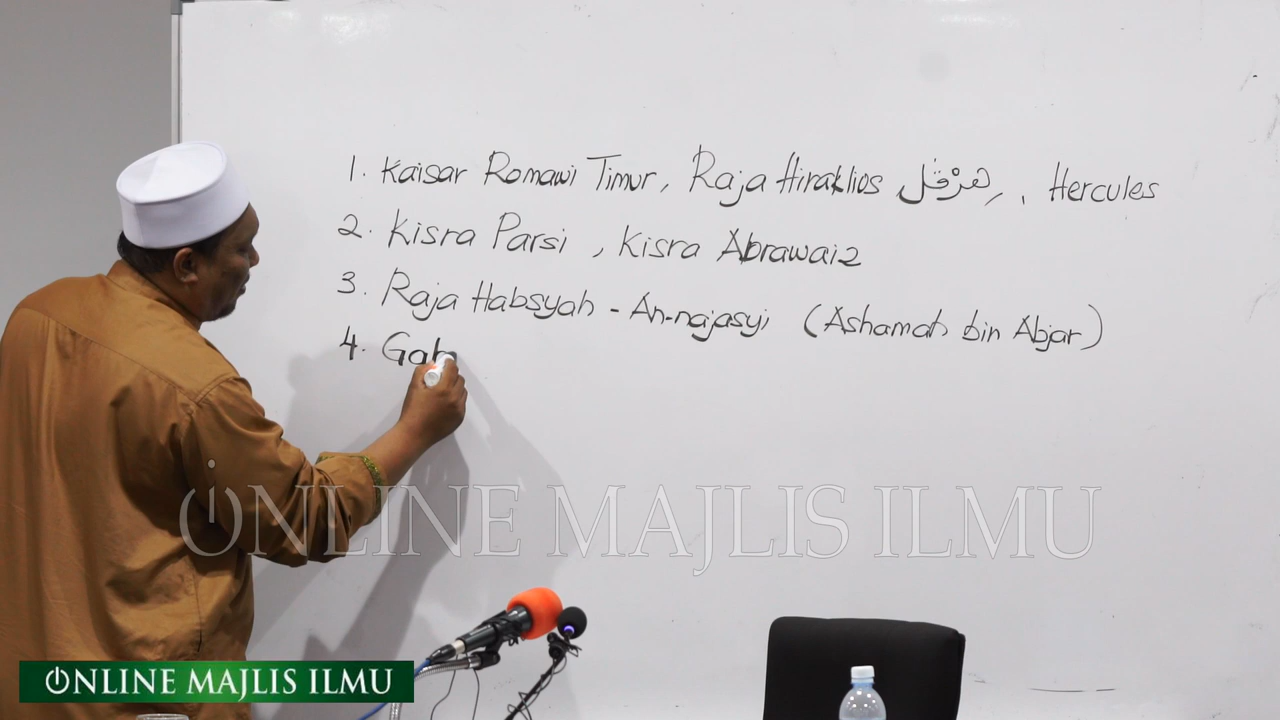 1. Kaisar Romawi Timur, Raja Hiraklios هِرَقْل, Hercules
2. Kisra Parsi, Kisra Abrawaiz
3. Raja Habsyah - An-najasyi (Ashamah bin Abjar)
4. Gab
ONLINE MAJLIS ILMU
ONLINE MAJLIS ILMU